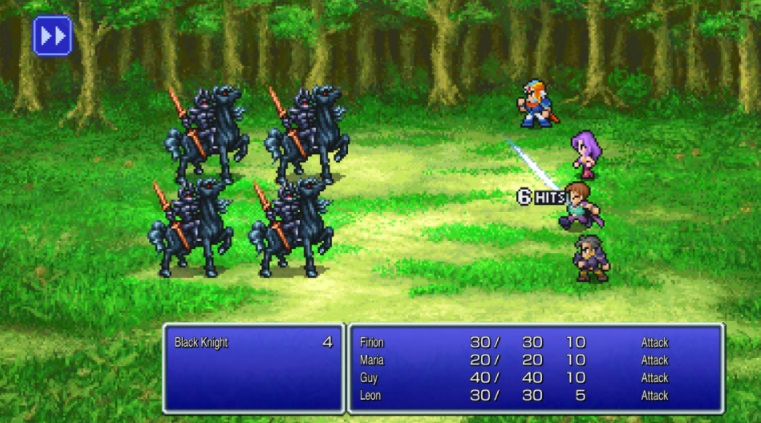 6 HITS
Black Knight 4
Firion 30/ 30 10 Attack
Maria 20/ 20 10 Attack
Guy 40/ 40 10 Attack
Leon 30/ 30 5 Attack